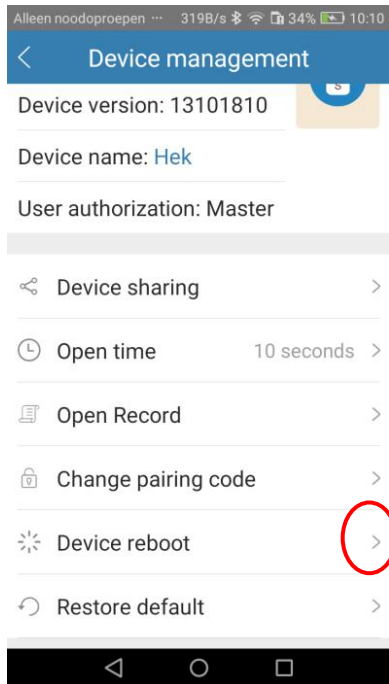 Alleen noodoproepen ··· 319B/s 34% 10:10
Device management
S
Device version: 13101810
Device name: Hek
User authorization: Master
Device sharing
Open time 10 seconds
Open Record
Change pairing code
Device reboot
Restore default